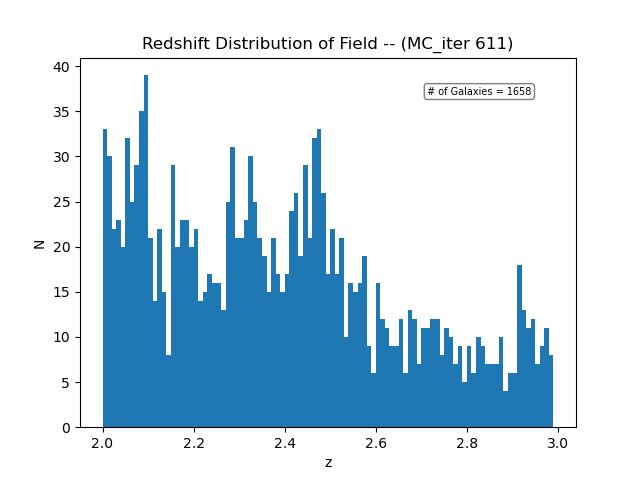 Redshift Distribution of Field -- (MC_iter 611)
# of Galaxies = 1658
N
40
35
30
25
20
15
10
5
0
2.0 2.2 2.4 2.6 2.8 3.0
z